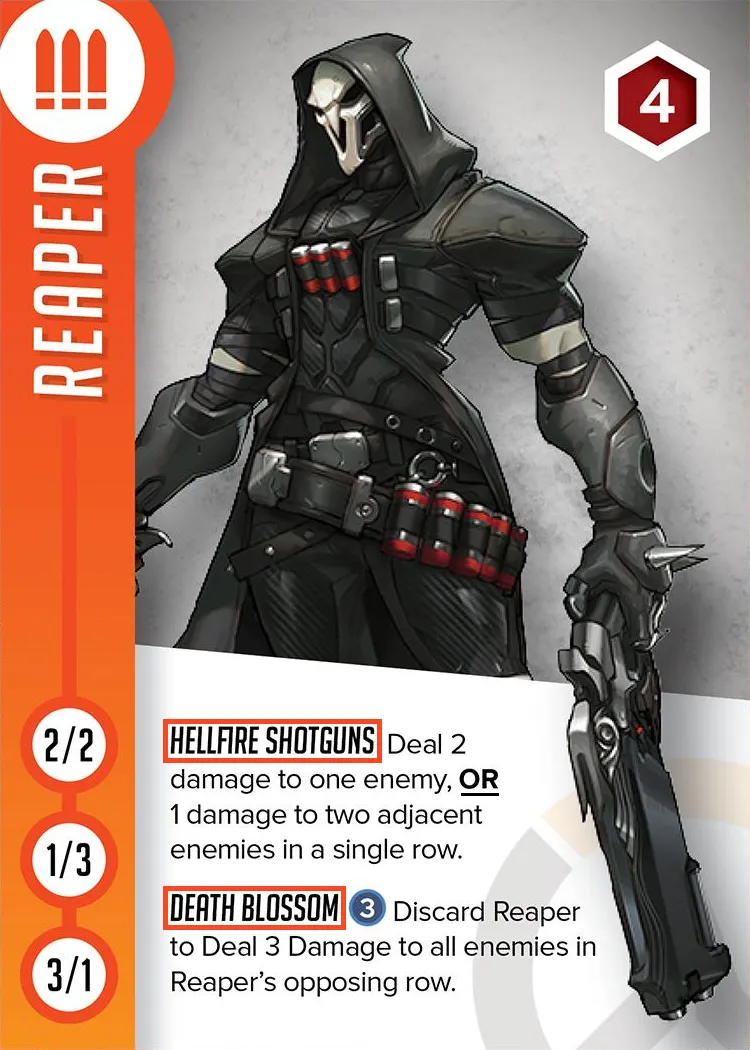 REAPER
4
2/2
1/3
3/1
HELLFIRE SHOTGUNS Deal 2
damage to one enemy, OR
1 damage to two adjacent
enemies in a single row.
DEATH BLOSSOM 3 Discard Reaper
to Deal 3 Damage to all enemies in
Reaper's opposing row.